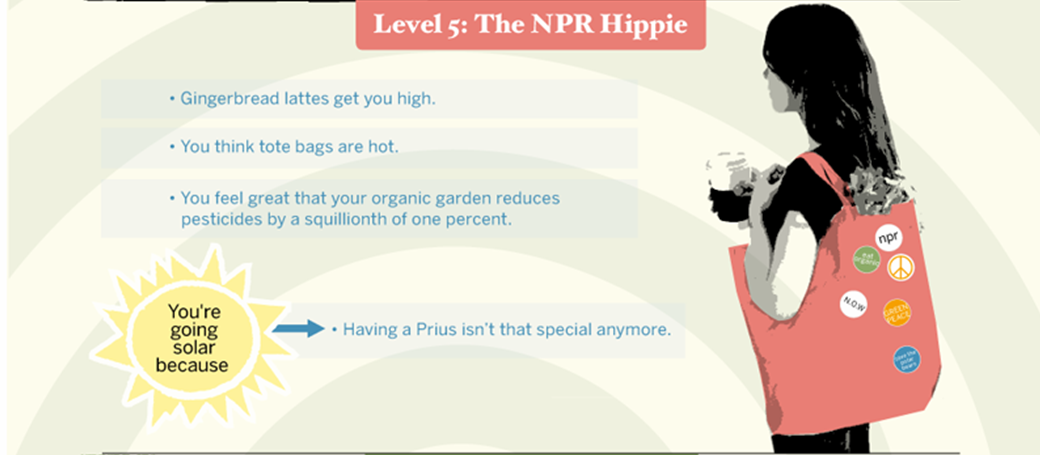 Level 5: The NPR Hippie
• Gingerbread lattes get you high.
• You think tote bags are hot.
• You feel great that your organic garden reduces
pesticides by a squillionth of one percent.
You're
going
solar
because
• Having a Prius isn't that special anymore.
npr
eat
organic
N.O.W
GREEN
PEACE
save the
polar
bears